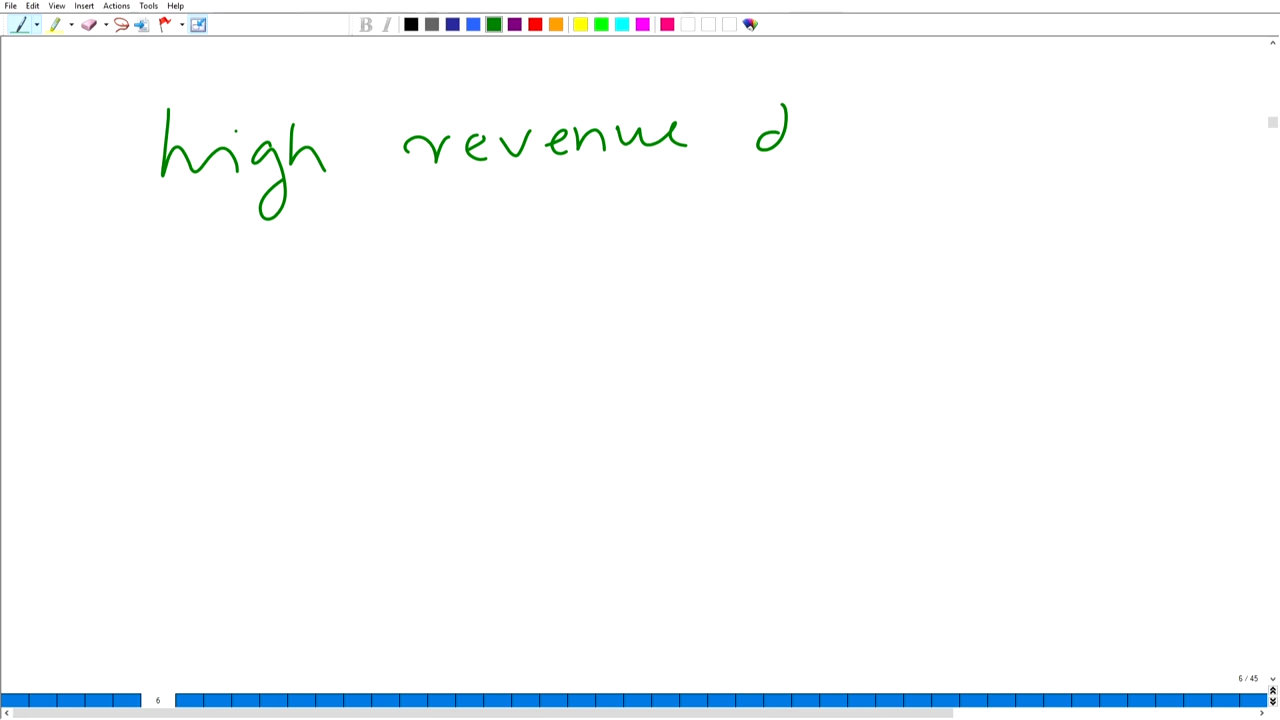 File Edit View Insert Actions Tools Help
B I
high revenue d
6 / 45
6